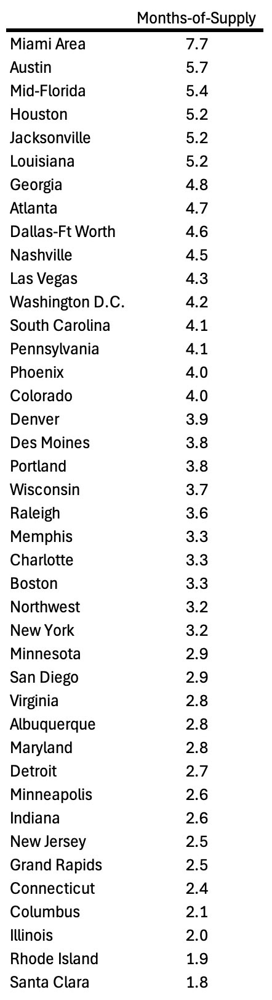 Months-of-Supply
Miami Area 7.7
Austin 5.7
Mid-Florida 5.4
Houston 5.2
Jacksonville 5.2
Louisiana 5.2
Georgia 4.8
Atlanta 4.7
Dallas-Ft Worth 4.6
Nashville 4.5
Las Vegas 4.3
Washington D.C. 4.2
South Carolina 4.1
Pennsylvania 4.1
Phoenix 4.0
Colorado 4.0
Denver 3.9
Des Moines 3.8
Portland 3.8
Wisconsin 3.7
Raleigh 3.6
Memphis 3.3
Charlotte 3.3
Boston 3.3
Northwest 3.2
New York 3.2
Minnesota 2.9
San Diego 2.9
Virginia 2.8
Albuquerque 2.8
Maryland 2.8
Detroit 2.7
Minneapolis 2.6
Indiana 2.6
New Jersey 2.5
Grand Rapids 2.5
Connecticut 2.4
Columbus 2.1
Illinois 2.0
Rhode Island 1.9
Santa Clara 1.8